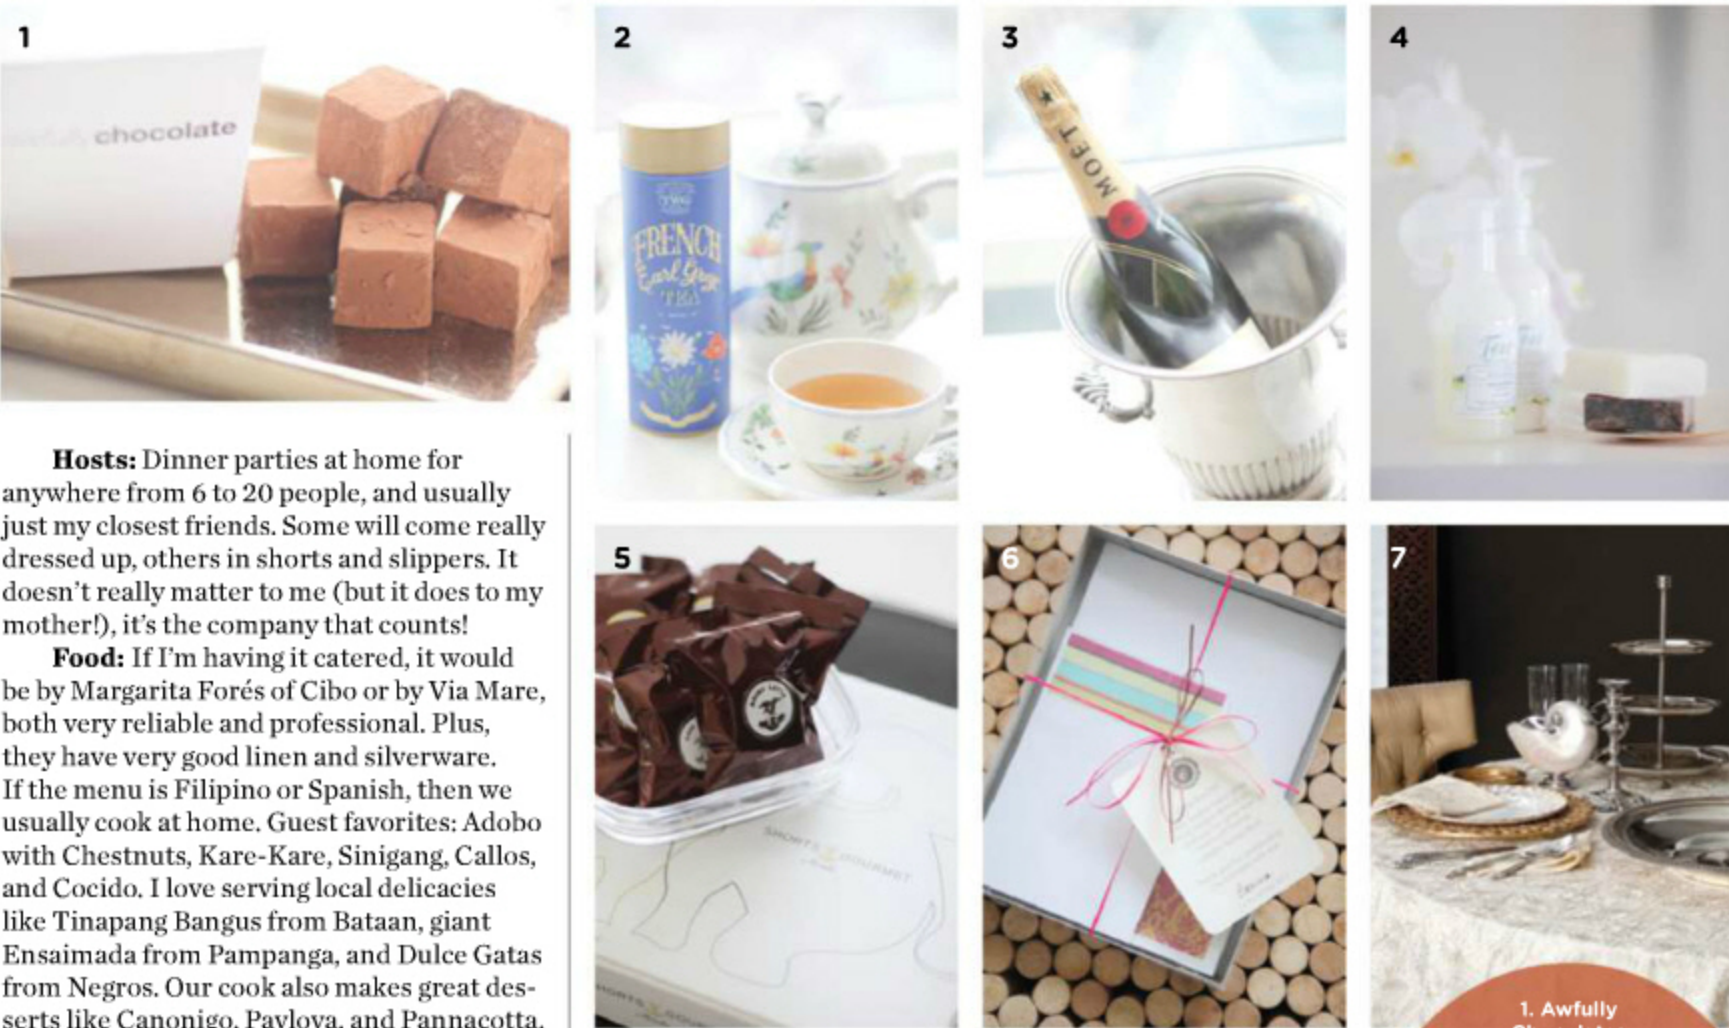 1
chocolate
Hosts: Dinner parties at home for
anywhere from 6 to 20 people, and usually
just my closest friends. Some will come really
dressed up, others in shorts and slippers. It
doesn't really matter to me (but it does to my
mother!), it's the company that counts!
Food: If I'm having it catered, it would
be by Margarita Forés of Cibo or by Via Mare,
both very reliable and professional. Plus,
they have very good linen and silverware.
If the menu is Filipino or Spanish, then we
usually cook at home. Guest favorites: Adobo
with Chestnuts, Kare-Kare, Sinigang, Callos,
and Cocido. I love serving local delicacies
like Tinapang Bangus from Bataan, giant
Ensaimada from Pampanga, and Dulce Gatas
from Negros. Our cook also makes great des-
serts like Canonigo, Pavlova, and Pannacotta.
2
TWG
FRENCH
Earl Grey
TEA
3
MOËT
4
5
6
7
1. Awfully